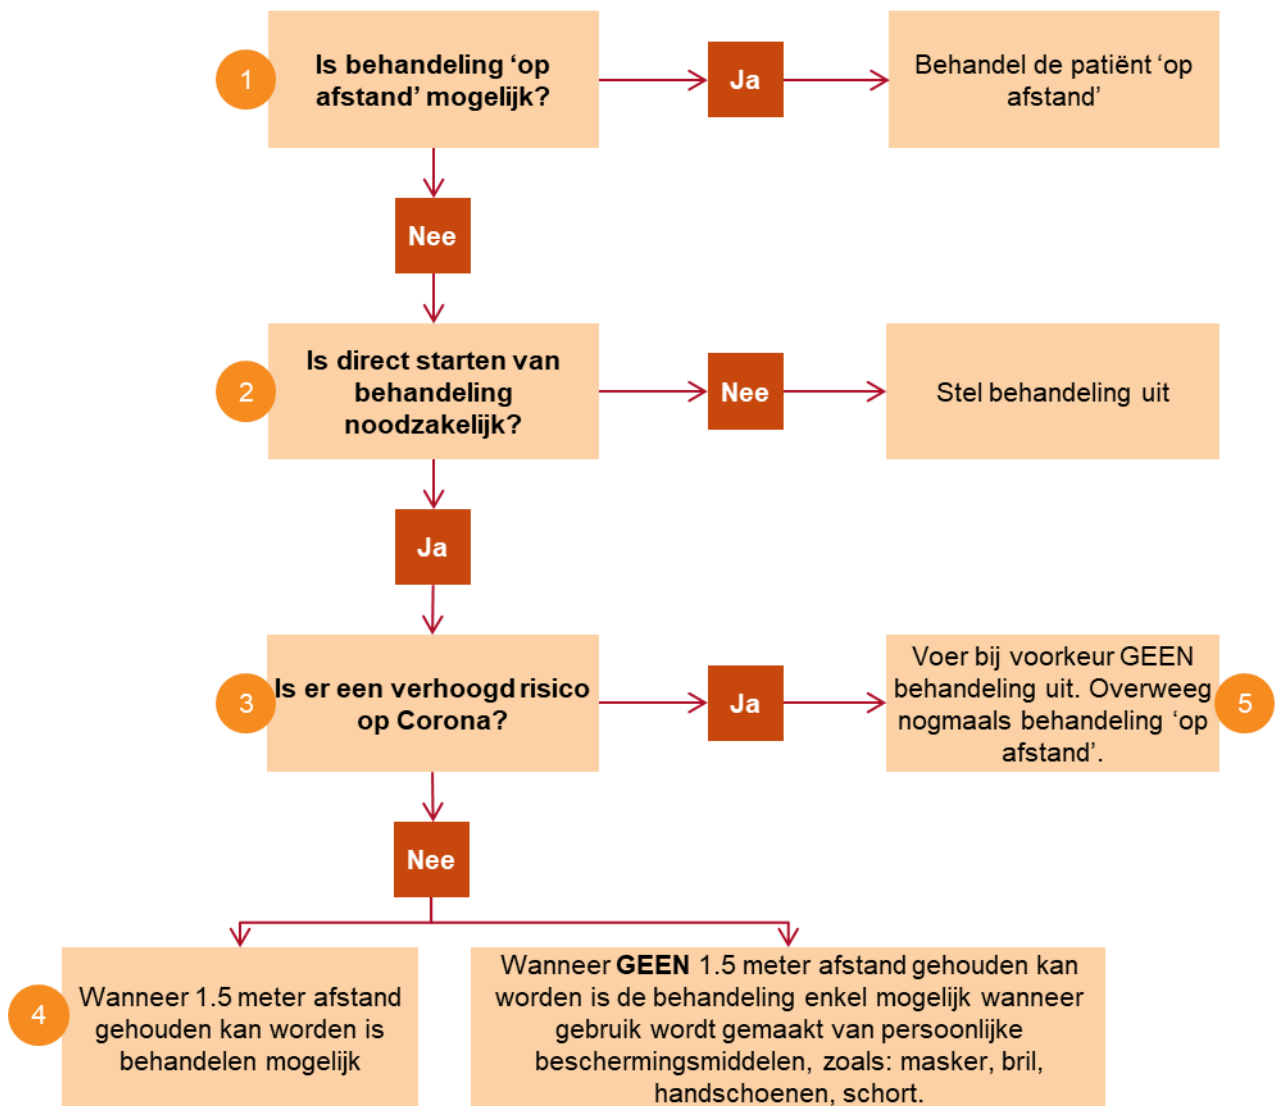 1
Is behandeling ‘op
afstand’ mogelijk?
Ja
Behandel de patiënt ‘op
afstand’
Nee
2
Is direct starten van
behandeling
noodzakelijk?
Nee
Stel behandeling uit
Ja
3
Is er een verhoogd risico
op Corona?
Ja
Voer bij voorkeur GEEN
behandeling uit. Overweeg
nogmaals behandeling ‘op
afstand’.
5
Nee
4
Wanneer 1.5 meter afstand
gehouden kan worden is
behandelen mogelijk
Wanneer GEEN 1.5 meter afstand gehouden kan
worden is de behandeling enkel mogelijk wanneer
gebruik wordt gemaakt van persoonlijke
beschermingsmiddelen, zoals: masker, bril,
handschoenen, schort.